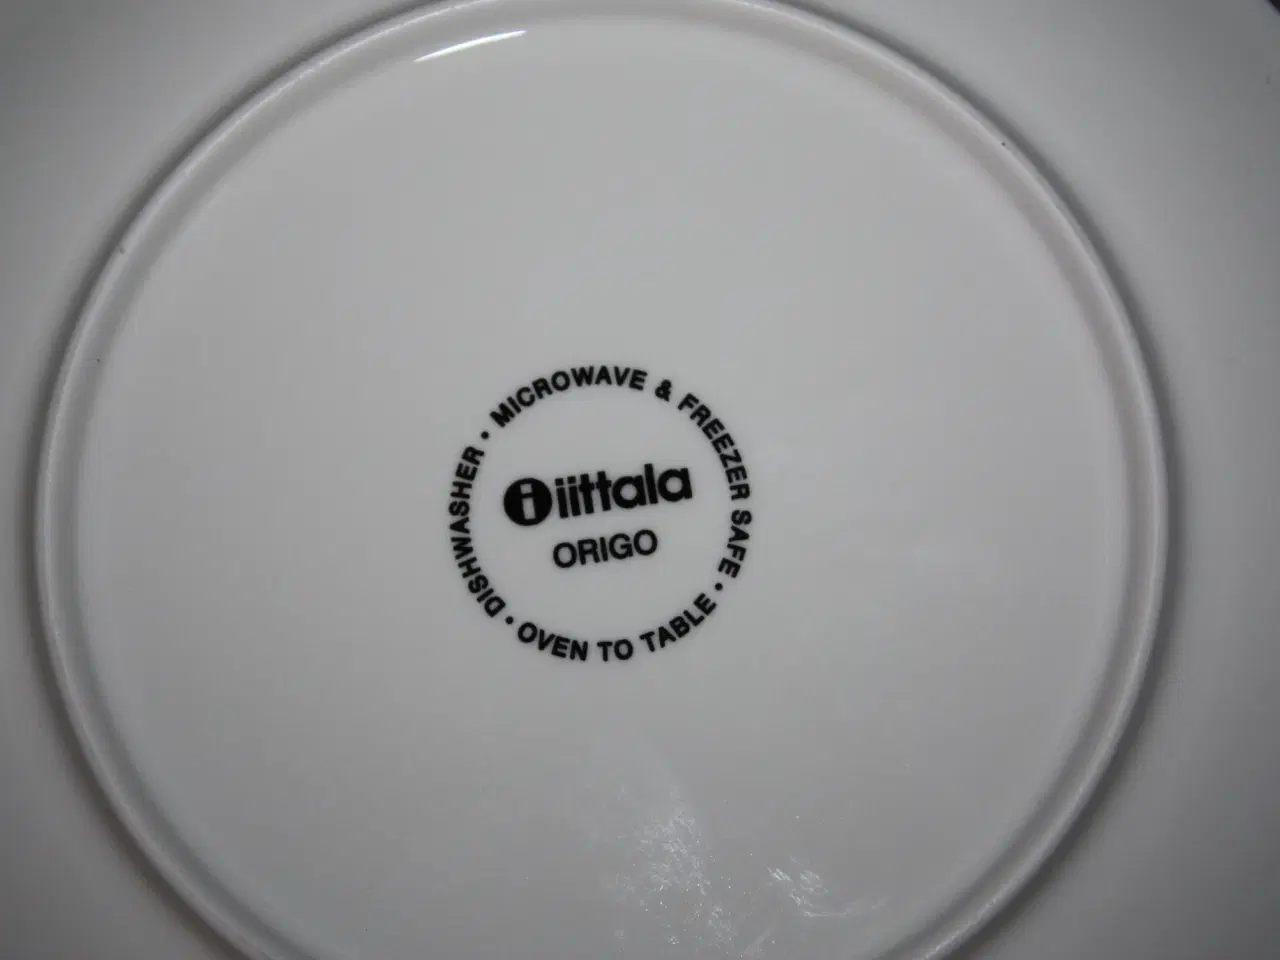 iittala
ORIGO
DISHWASHER • MICROWAVE & FREEZER SAFE • OVEN TO TABLE •